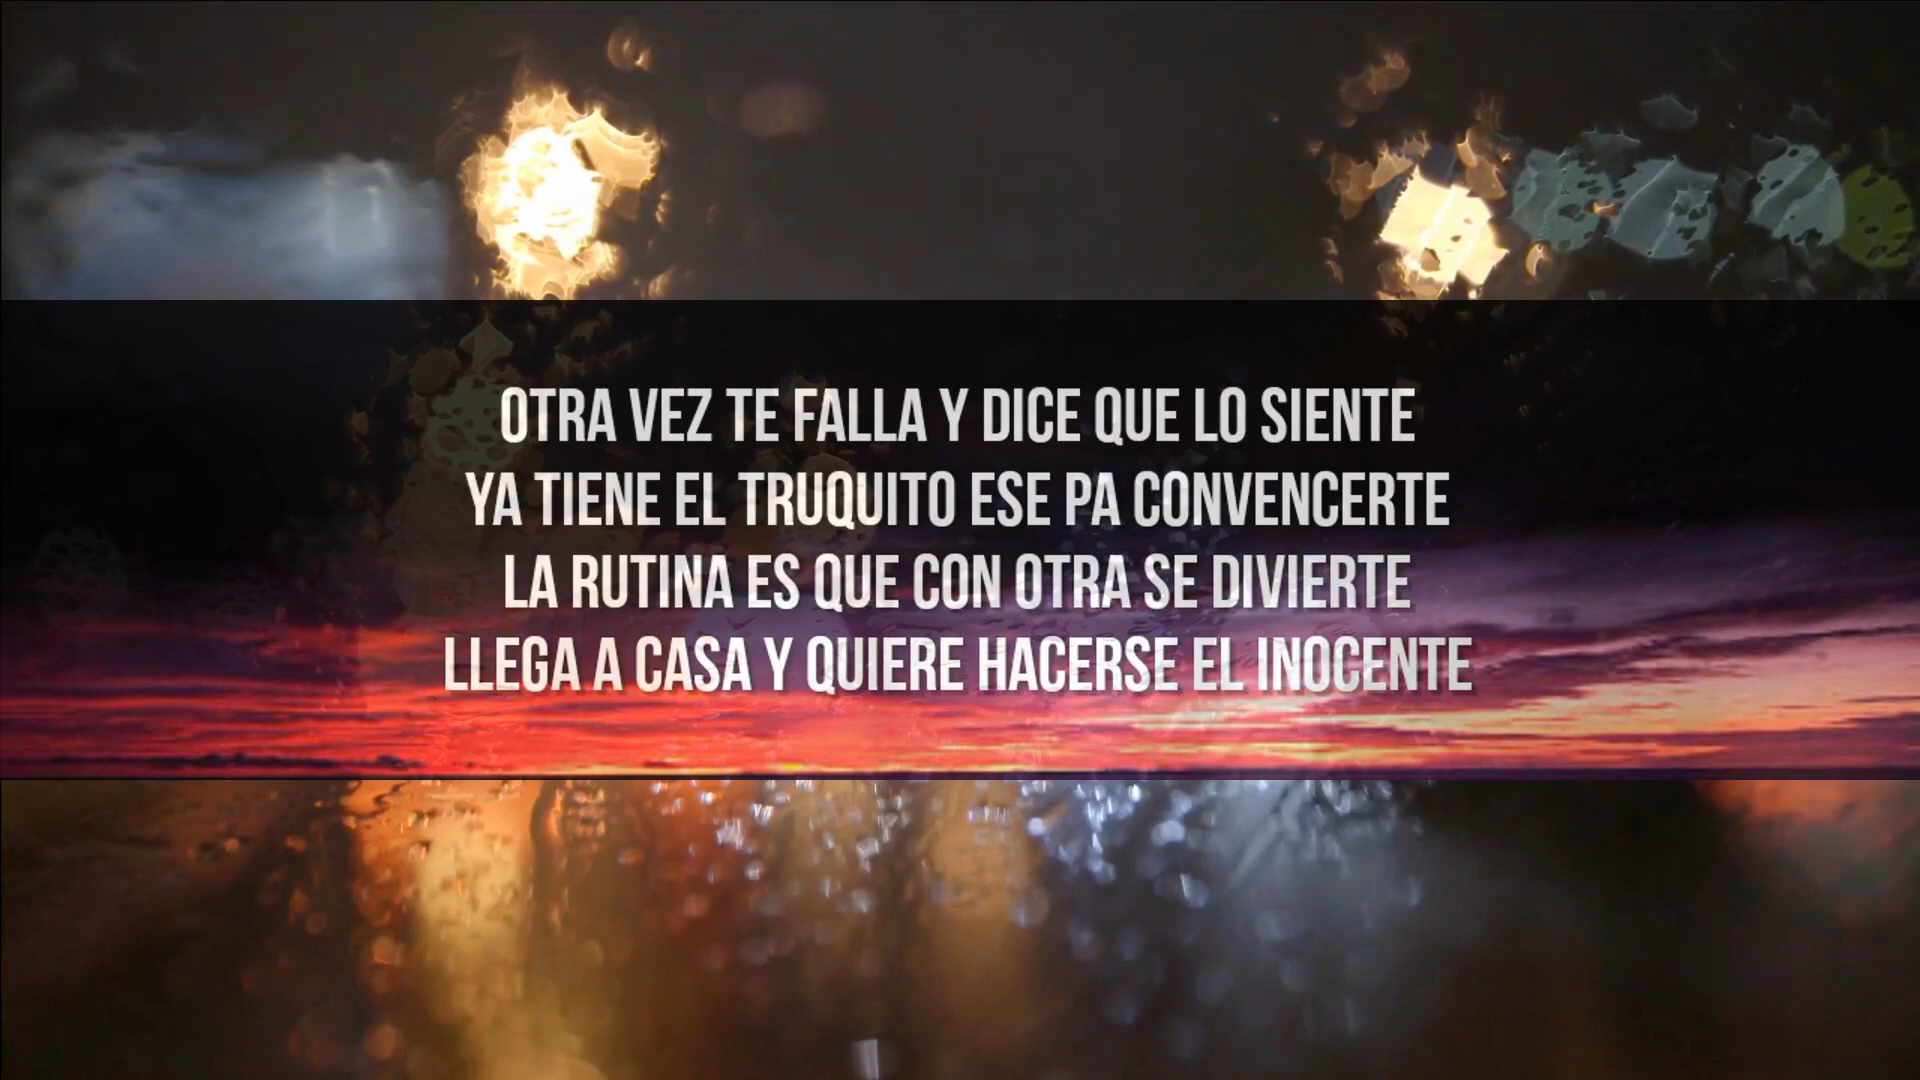 OTRA VEZ TE FALLA Y DICE QUE LO SIENTE
YA TIENE EL TRUQUITO ESE PA CONVENCERTE
LA RUTINA ES QUE CON OTRA SE DIVIERTE
LLEGA A CASA Y QUIERE HACERSE EL INOCENTE